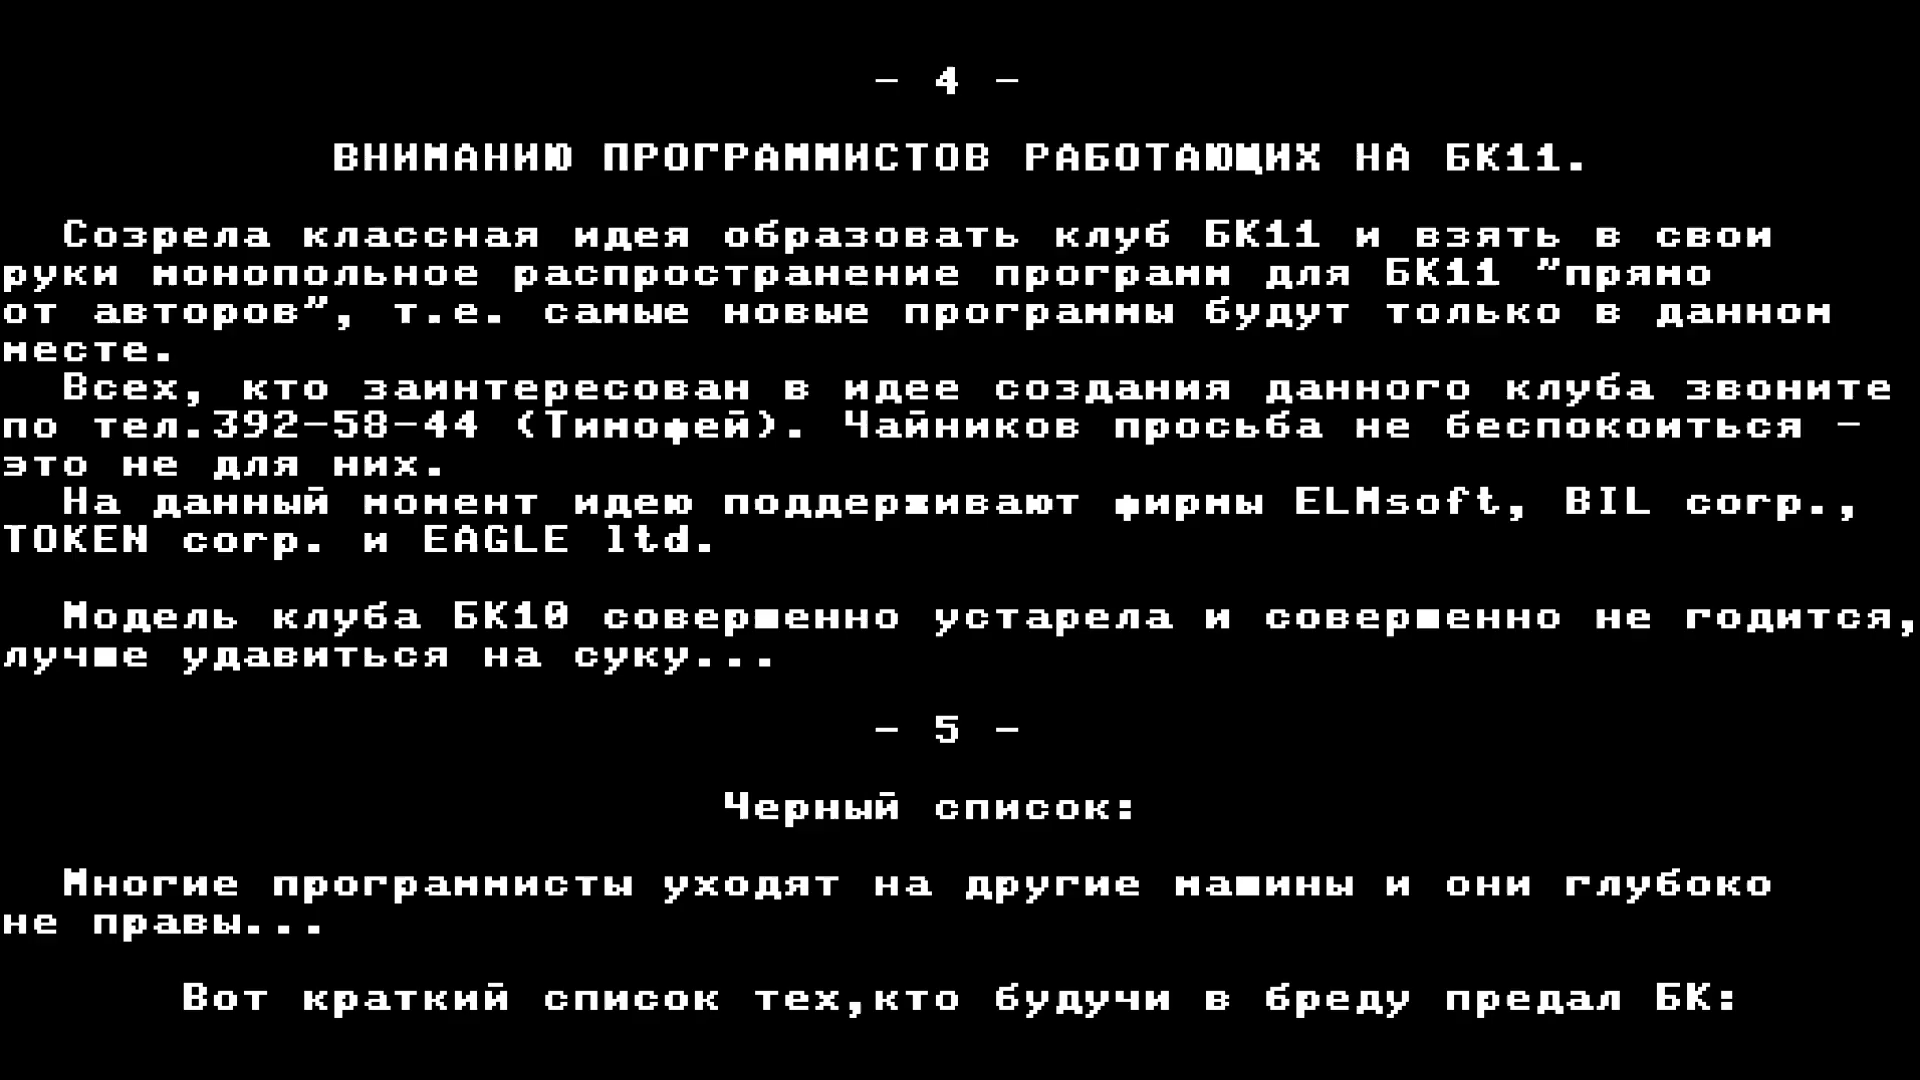 - 4 -
ВНИМАНИЮ ПРОГРАММИСТОВ РАБОТАЮЩИХ НА БК11.
Созрела классная идея образовать клуб БК11 и взять в свои
руки монопольное распространение программ для БК11 "прямо
от авторов", т.е. самые новые программы будут только в данном
месте.
Всех, кто заинтересован в идее создания данного клуба звоните
по тел.392-58-44 (Тимофей). Чайников просьба не беспокоиться -
это не для них.
На данный момент идею поддерживают фирмы ELMsoft, BIL corp.,
TOKEN corp. и EAGLE ltd.
Модель клуба БК10 совершенно устарела и совершенно не годится,
лучше удавиться на суку...
- 5 -
Черный список:
Многие программисты уходят на другие машины и они глубоко
не правы...
Вот краткий список тех,кто будучи в бреду предал БК: